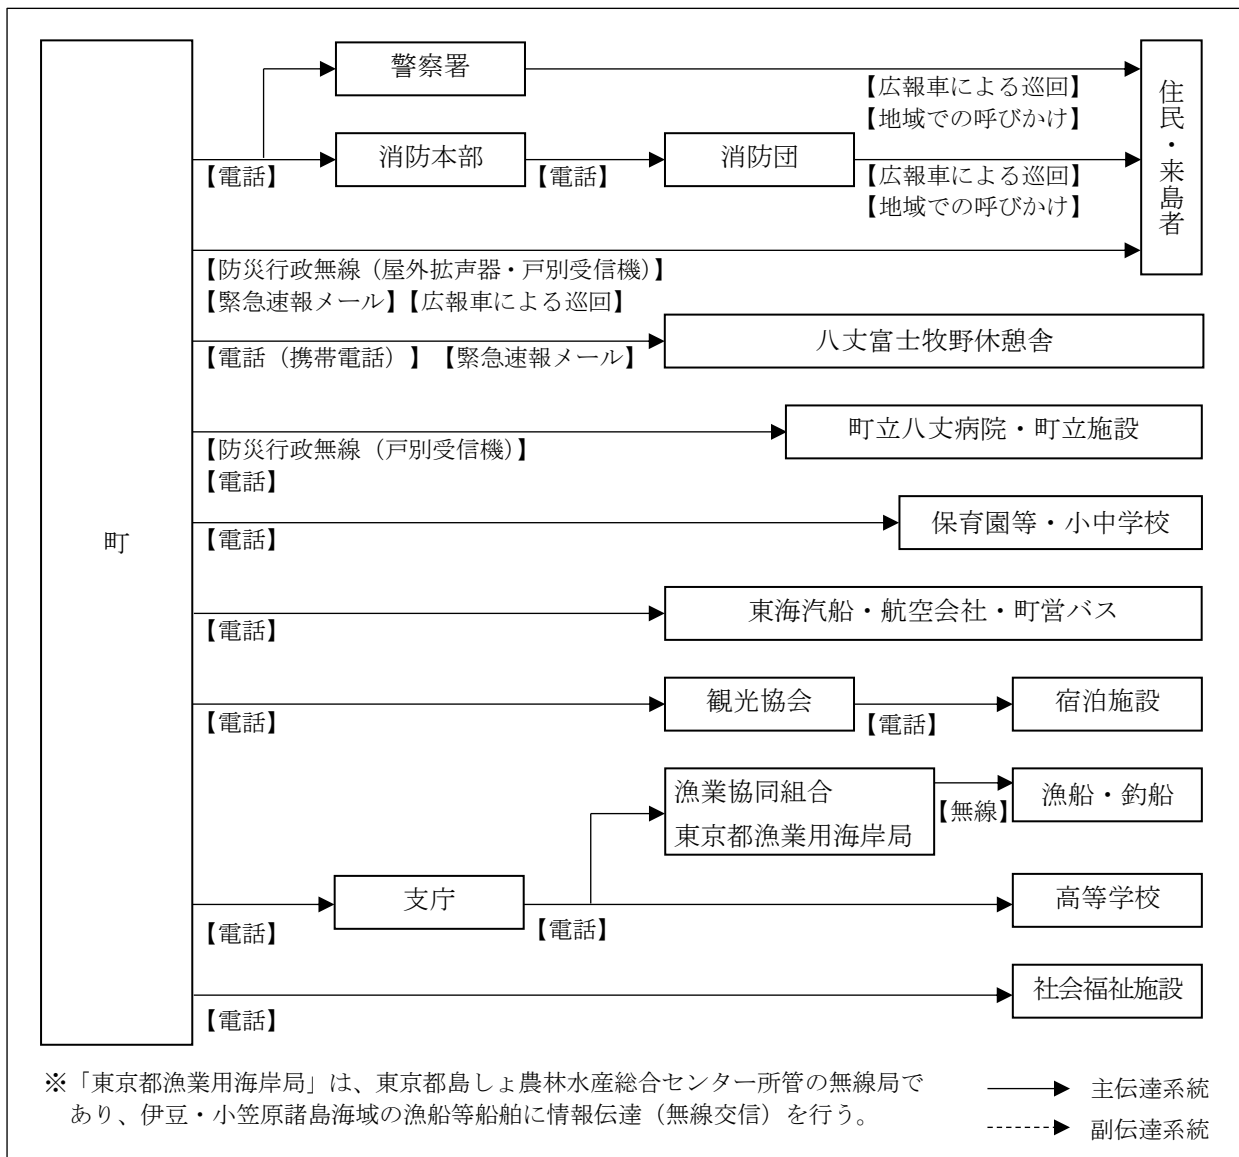 町
警察署
【広報車による巡回】
【地域での呼びかけ】
住民・来島者
【電話】
消防本部
【電話】
消防団
【広報車による巡回】
【地域での呼びかけ】
【防災行政無線（屋外拡声器・戸別受信機）】
【緊急速報メール】【広報車による巡回】
【電話（携帯電話）】【緊急速報メール】
八丈富士牧野休憩舎
町立八丈病院・町立施設
【防災行政無線（戸別受信機）】
【電話】
保育園等・小中学校
【電話】
東海汽船・航空会社・町営バス
【電話】
観光協会
【電話】
宿泊施設
【電話】
漁業協同組合
東京都漁業用海岸局
【無線】
漁船・釣船
支庁
【電話】
【電話】
高等学校
社会福祉施設
【電話】
※「東京都漁業用海岸局」は、東京都島しょ農林水産総合センター所管の無線局で
あり、伊豆・小笠原諸島海域の漁船等船舶に情報伝達（無線交信）を行う。
主伝達系統
副伝達系統